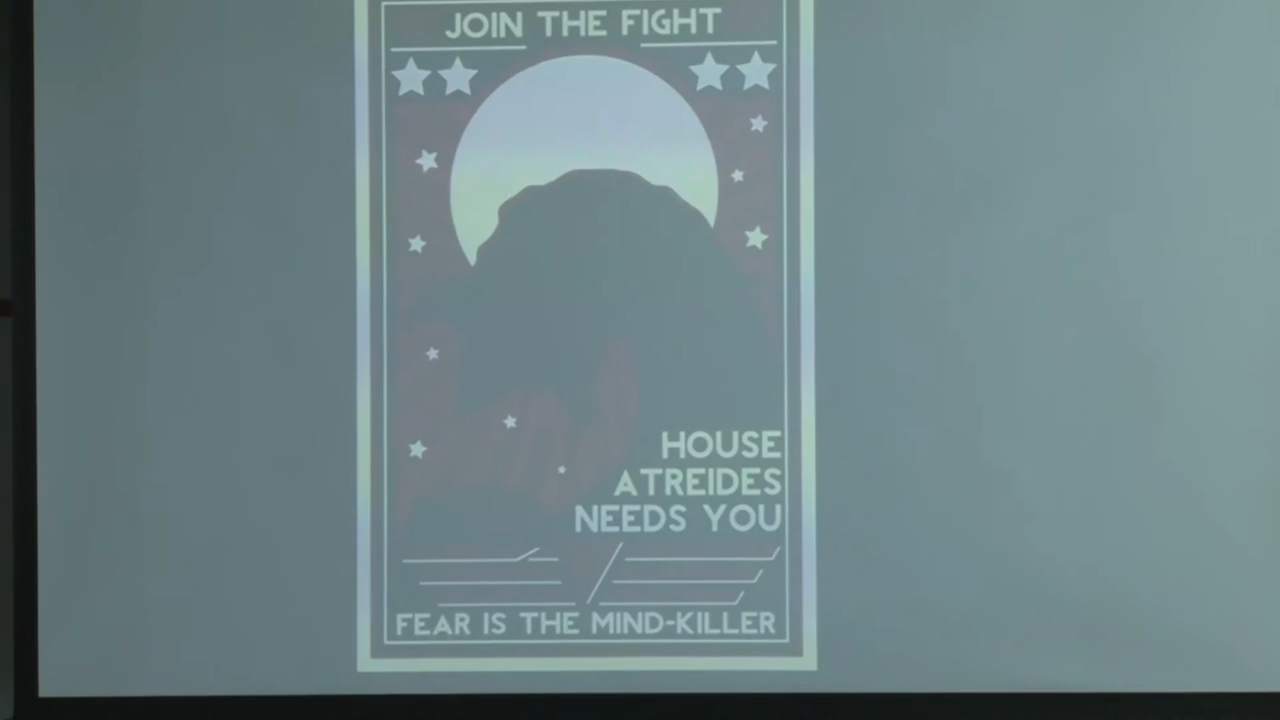 JOIN THE FIGHT
HOUSE
ATREIDES
NEEDS YOU
FEAR IS THE MIND-KILLER